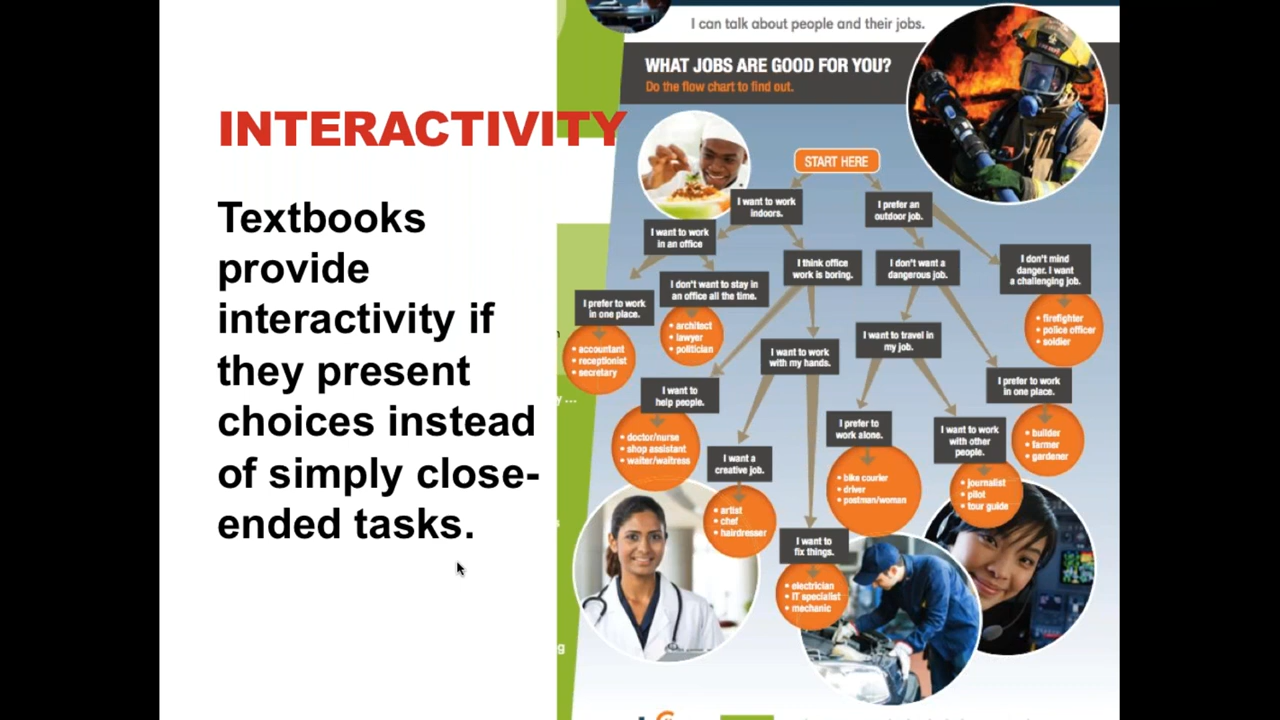 I can talk about people and their jobs.
WHAT JOBS ARE GOOD FOR YOU?
Do the flow chart to find out.
INTERACTIVITY
Textbooks
provide
interactivity if
they present
choices instead
of simply close-
ended tasks.
START HERE
I want to work
indoors.
I prefer an
outdoor job.
I want to work
in an office
I think office
work is boring.
I don't want a
dangerous job.
I don't mind
danger. I want
a challenging job.
I prefer to work
in one place.
I don't want to stay in
an office all the time.
• accountant
• receptionist
• secretary
• architect
• lawyer
• politician
• firefighter
• police officer
• soldier
I want to work
with my hands.
I want to travel in
my job.
I want to
help people.
I prefer to work
in one place.
• doctor/nurse
• shop assistant
• waiter/waitress
I want a
creative job.
I prefer to
work alone.
I want to work
with other
people.
• builder
• farmer
• gardener
• artist
• chef
• hairdresser
• bike courier
• driver
• postman/woman
• journalist
• pilot
• tour guide
I want to
fix things.
• electrician
• IT specialist
• mechanic